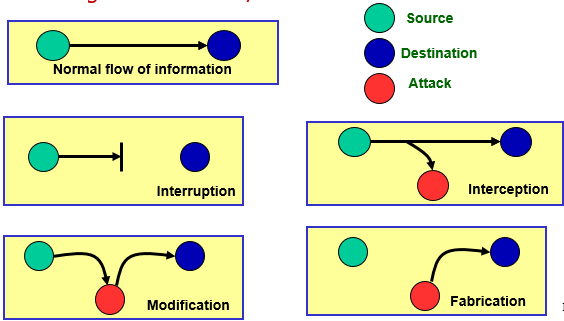 Source
Destination
Attack
Normal flow of information
Interruption
Interception
Modification
Fabrication